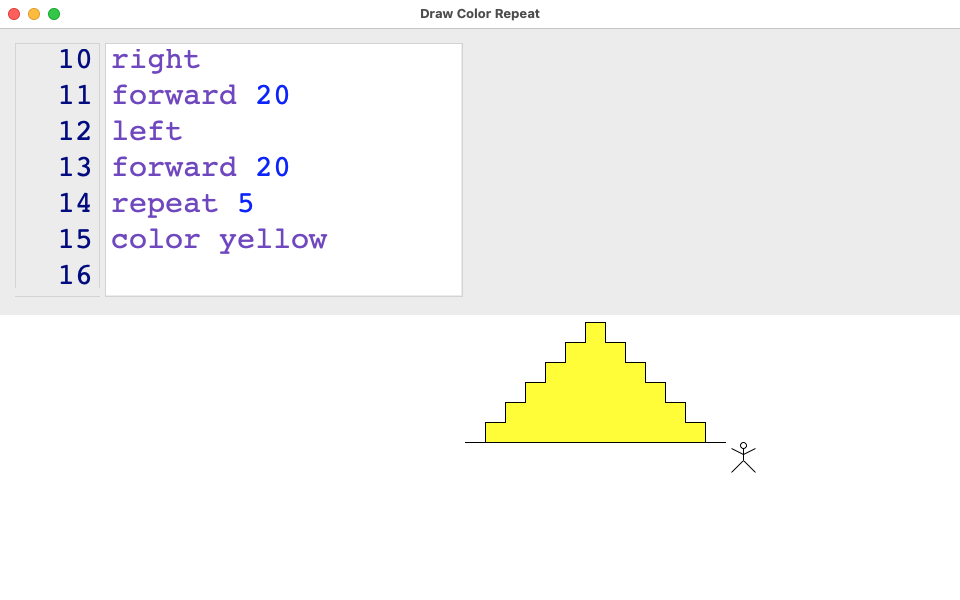 Draw Color Repeat
10 right
11 forward 20
12 left
13 forward 20
14 repeat 5
15 color yellow
16